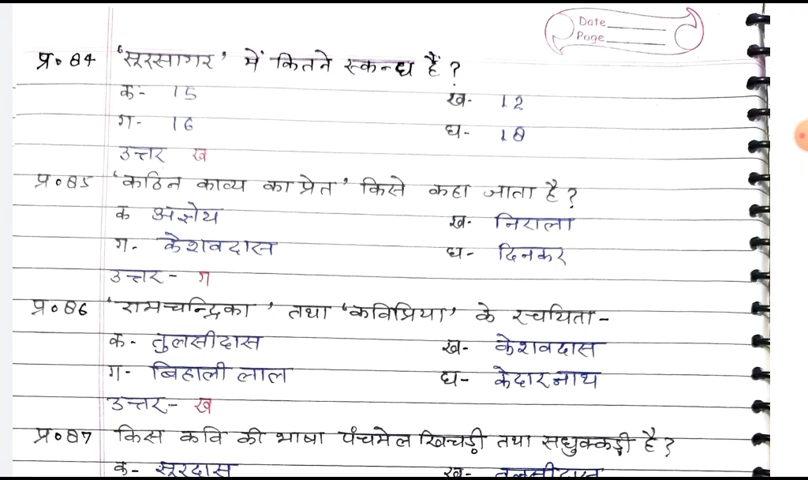 Date
Page
प्र० 84 'सूरसागर' में कितने स्कन्ध हैं?
क- 15 ख- 12
ग- 16 घ- 18
उत्तर ख
प्र० 85 'कठिन काव्य का प्रेत' किसे कहा जाता है?
क अज्ञेय ख- निराला
ग- केशवदास घ- दिनकर
उत्तर- ग
प्र० 86 'रामचन्द्रिका' तथा 'कविप्रिया' के रचयिता-
क- तुलसीदास ख- केशवदास
ग- बिहाली लाल घ- केदारनाथ
उत्तर- ख
प्र० 87 किस कवि की भाषा पंचमेल खिचड़ी तथा सधुक्कड़ी है?
क- सूरदास ख- तुलसीदास